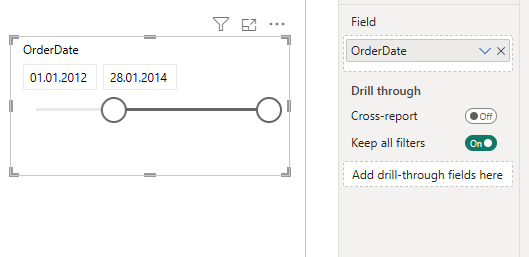 OrderDate
01.01.2012
28.01.2014
Field
OrderDate
Drill through
Cross-report
Off
Keep all filters
On
Add drill-through fields here